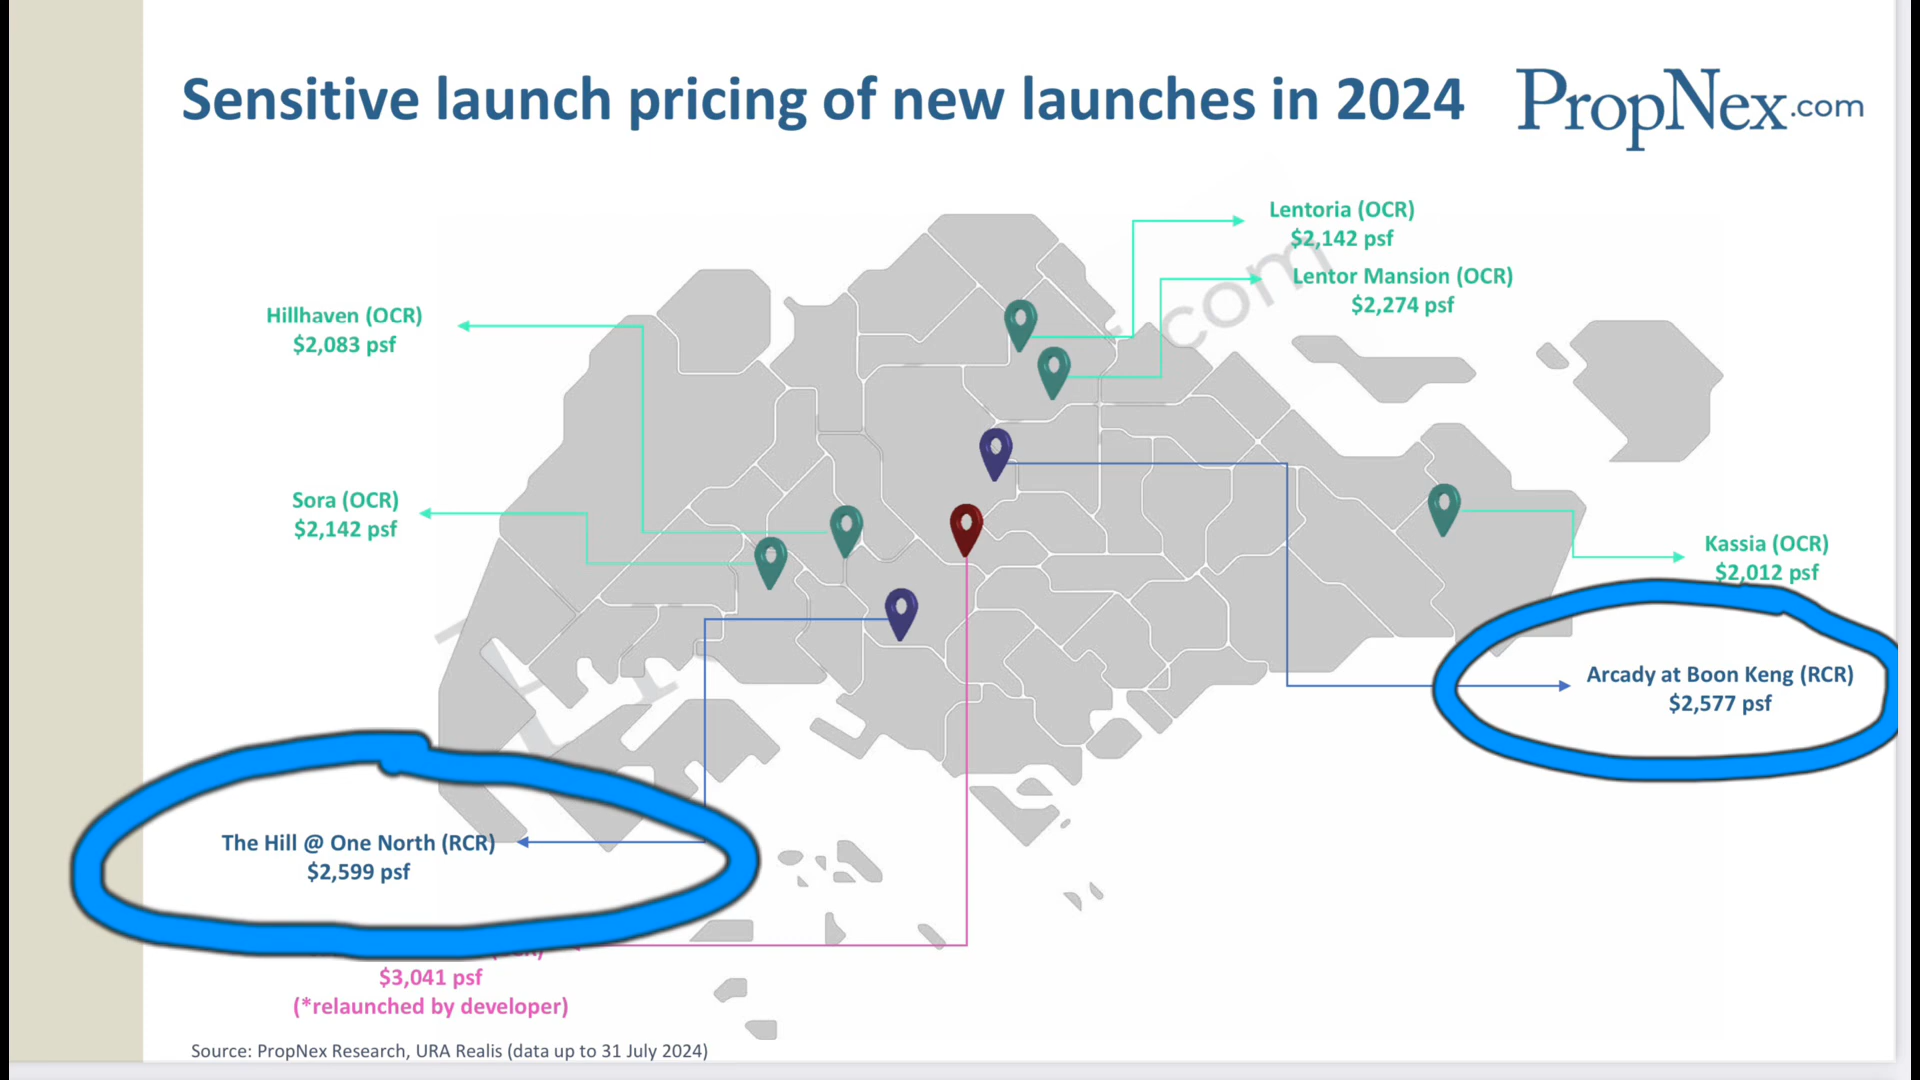 Sensitive launch pricing of new launches in 2024
PropNex.com
Lentoria (OCR)
$2,142 psf
Lentor Mansion (OCR)
$2,274 psf
Hillhaven (OCR)
$2,083 psf
Sora (OCR)
$2,142 psf
Kassia (OCR)
$2,012 psf
Arcady at Boon Keng (RCR)
$2,577 psf
The Hill @ One North (RCR)
$2,599 psf
$3,041 psf
(*relaunched by developer)
Source: PropNex Research, URA Realis (data up to 31 July 2024)
com